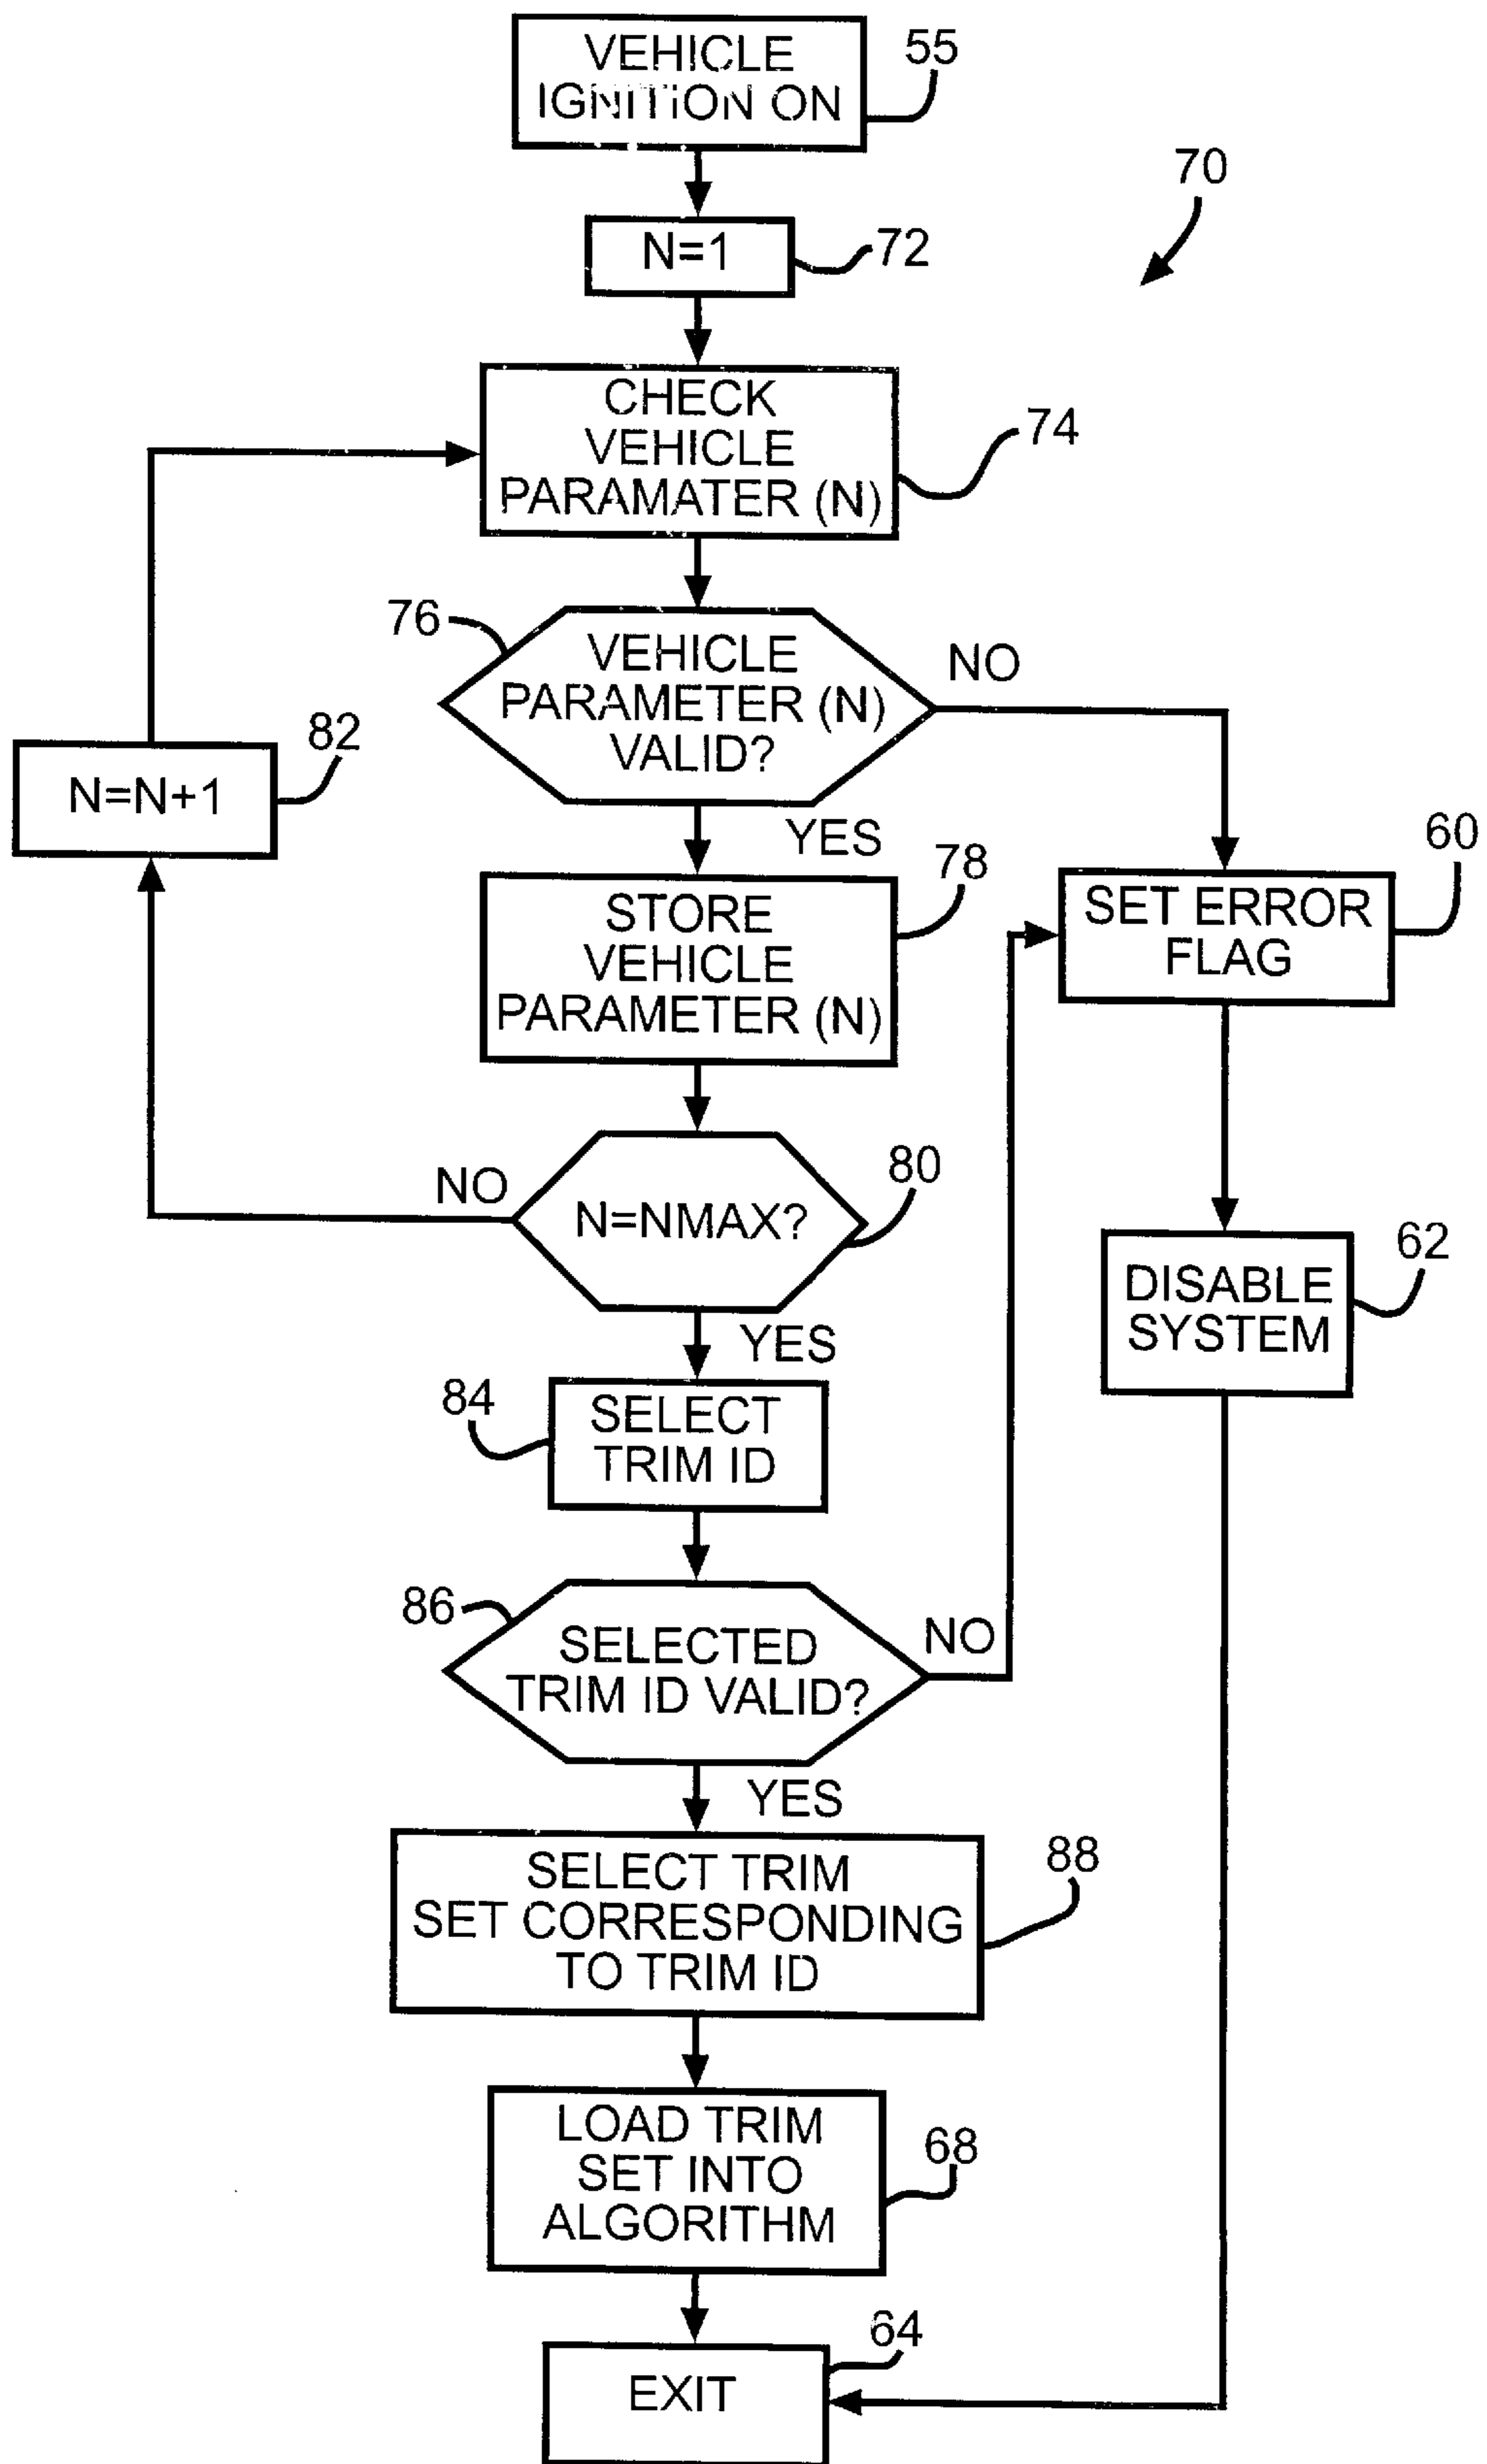 VEHICLE
IGNITION ON
55
70
N=1
72
CHECK
VEHICLE
PARAMATER (N)
74
76
VEHICLE
PARAMETER (N)
VALID?
NO
82
N=N+1
YES
78
60
STORE
VEHICLE
PARAMETER (N)
SET ERROR
FLAG
NO
N=NMAX?
80
62
DISABLE
SYSTEM
YES
84
SELECT
TRIM ID
86
SELECTED
TRIM ID VALID?
NO
YES
SELECT TRIM
SET CORRESPONDING
TO TRIM ID
88
LOAD TRIM
SET INTO
ALGORITHM
68
64
EXIT